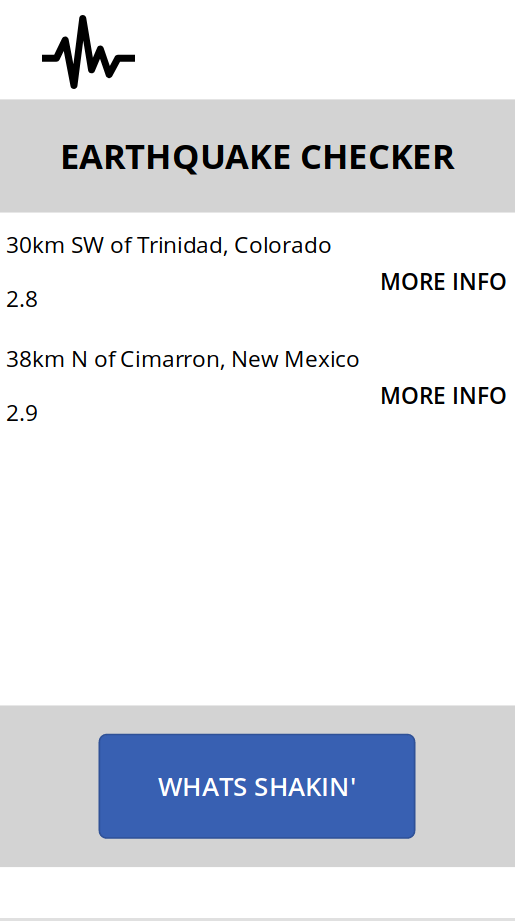 EARTHQUAKE CHECKER
30km SW of Trinidad, Colorado
2.8
MORE INFO
38km N of Cimarron, New Mexico
2.9
MORE INFO
WHATS SHAKIN'